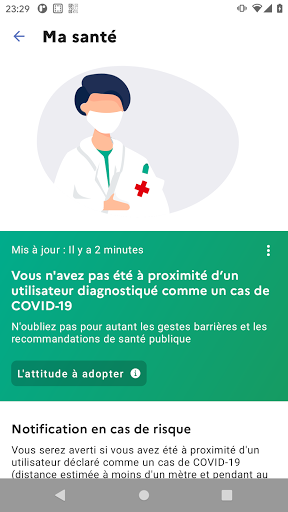 23:29
Ma santé
Mis à jour : Il y a 2 minutes
Vous n'avez pas été à proximité d'un
utilisateur diagnostiqué comme un cas de
COVID-19
N'oubliez pas pour autant les gestes barrières et les
recommandations de santé publique
L'attitude à adopter
Notification en cas de risque
Vous serez averti si vous avez été à proximité d'un
utilisateur déclaré comme un cas de COVID-19
(distance estimée à moins d'un mètre et pendant au